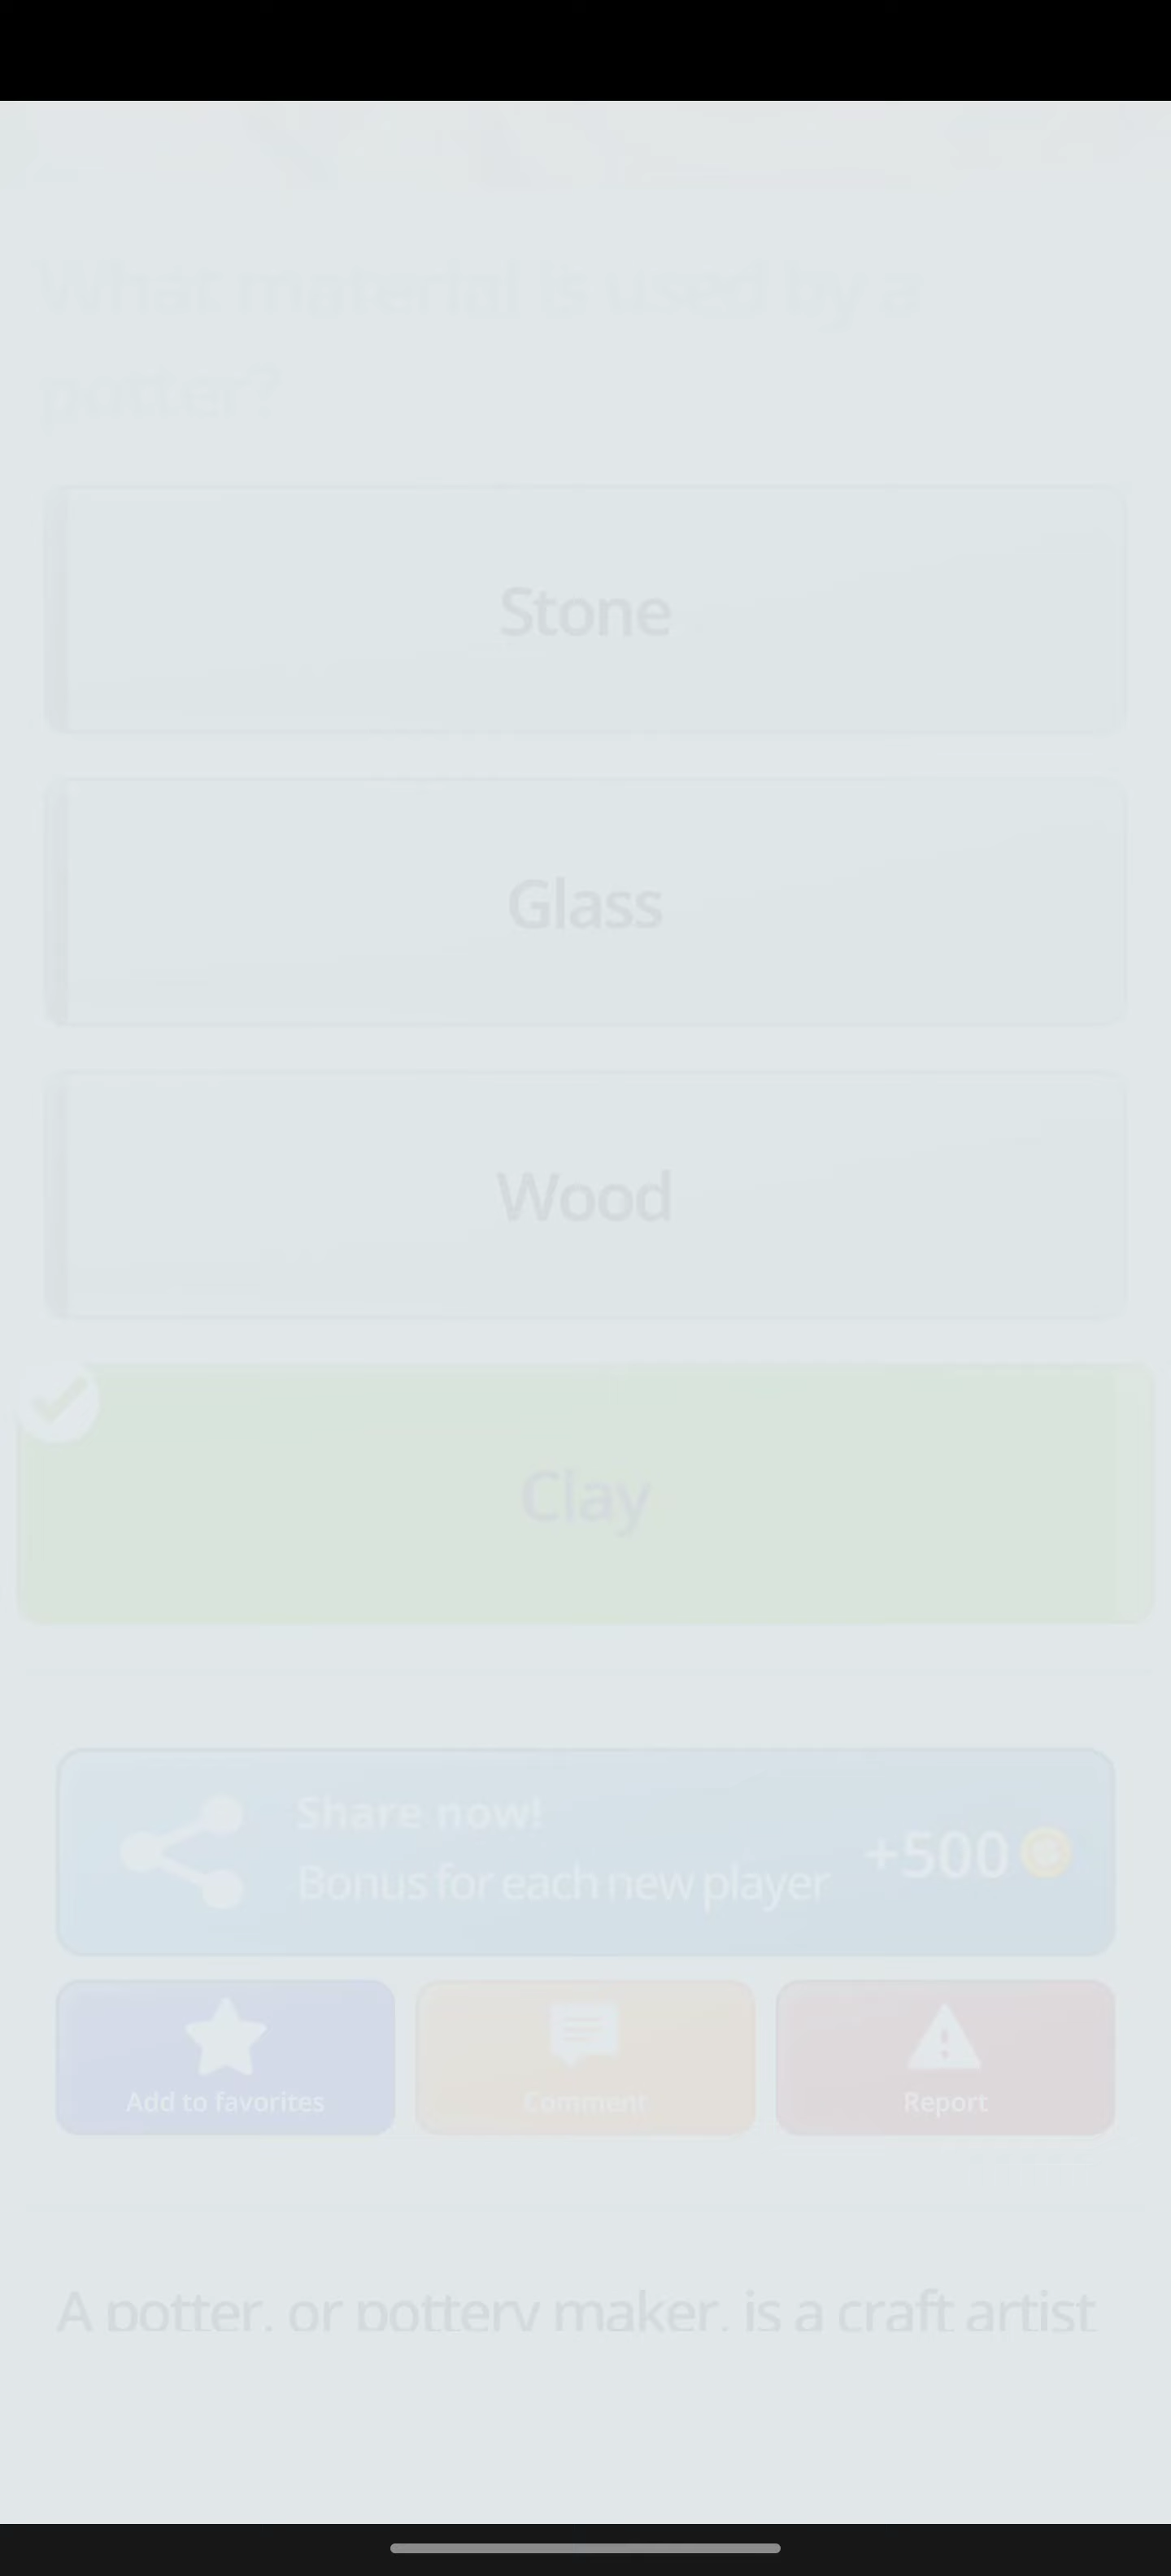 What material is used by a
potter?
Stone
Glass
Wood
Clay
Share now!
Bonus for each new player
+500
Add to favorites
Comment
Report
A potter, or pottery maker, is a craft artist